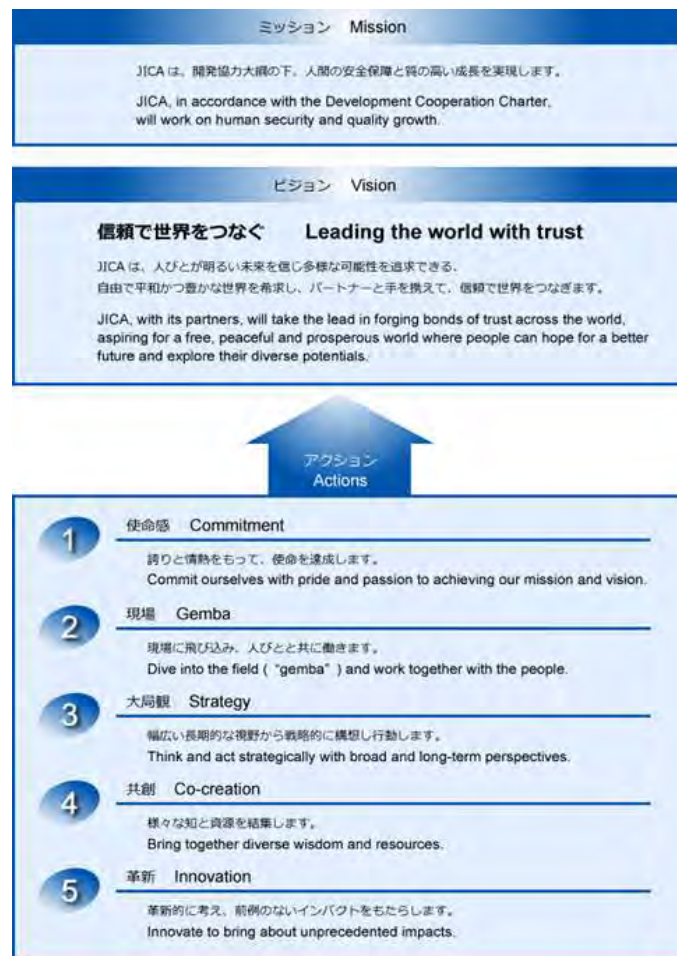 ミッション Mission
JICA は、開発協力大綱の下、人間の安全保障と質の高い成長を実現します。
JICA, in accordance with the Development Cooperation Charter,
will work on human security and quality growth.
ビジョン Vision
信頼で世界をつなぐ Leading the world with trust
JICA は、人びとが明るい未来を信じ多様な可能性を追求できる、
自由で平和かつ豊かな世界を希求し、パートナーと手を携えて、信頼で世界をつなぎます。
JICA, with its partners, will take the lead in forging bonds of trust across the world,
aspiring for a free, peaceful and prosperous world where people can hope for a better
future and explore their diverse potentials.
アクション
Actions
1 使命感 Commitment
誇りと情熱をもって、使命を達成します。
Commit ourselves with pride and passion to achieving our mission and vision.
2 現場 Gemba
現場に飛び込み、人びとと共に働きます。
Dive into the field ( "gemba" ) and work together with the people.
3 大局観 Strategy
幅広い長期的な視野から戦略的に構想し行動します。
Think and act strategically with broad and long-term perspectives.
4 共創 Co-creation
様々な知と資源を結集します。
Bring together diverse wisdom and resources.
5 革新 Innovation
革新的に考え、前例のないインパクトをもたらします。
Innovate to bring about unprecedented impacts.